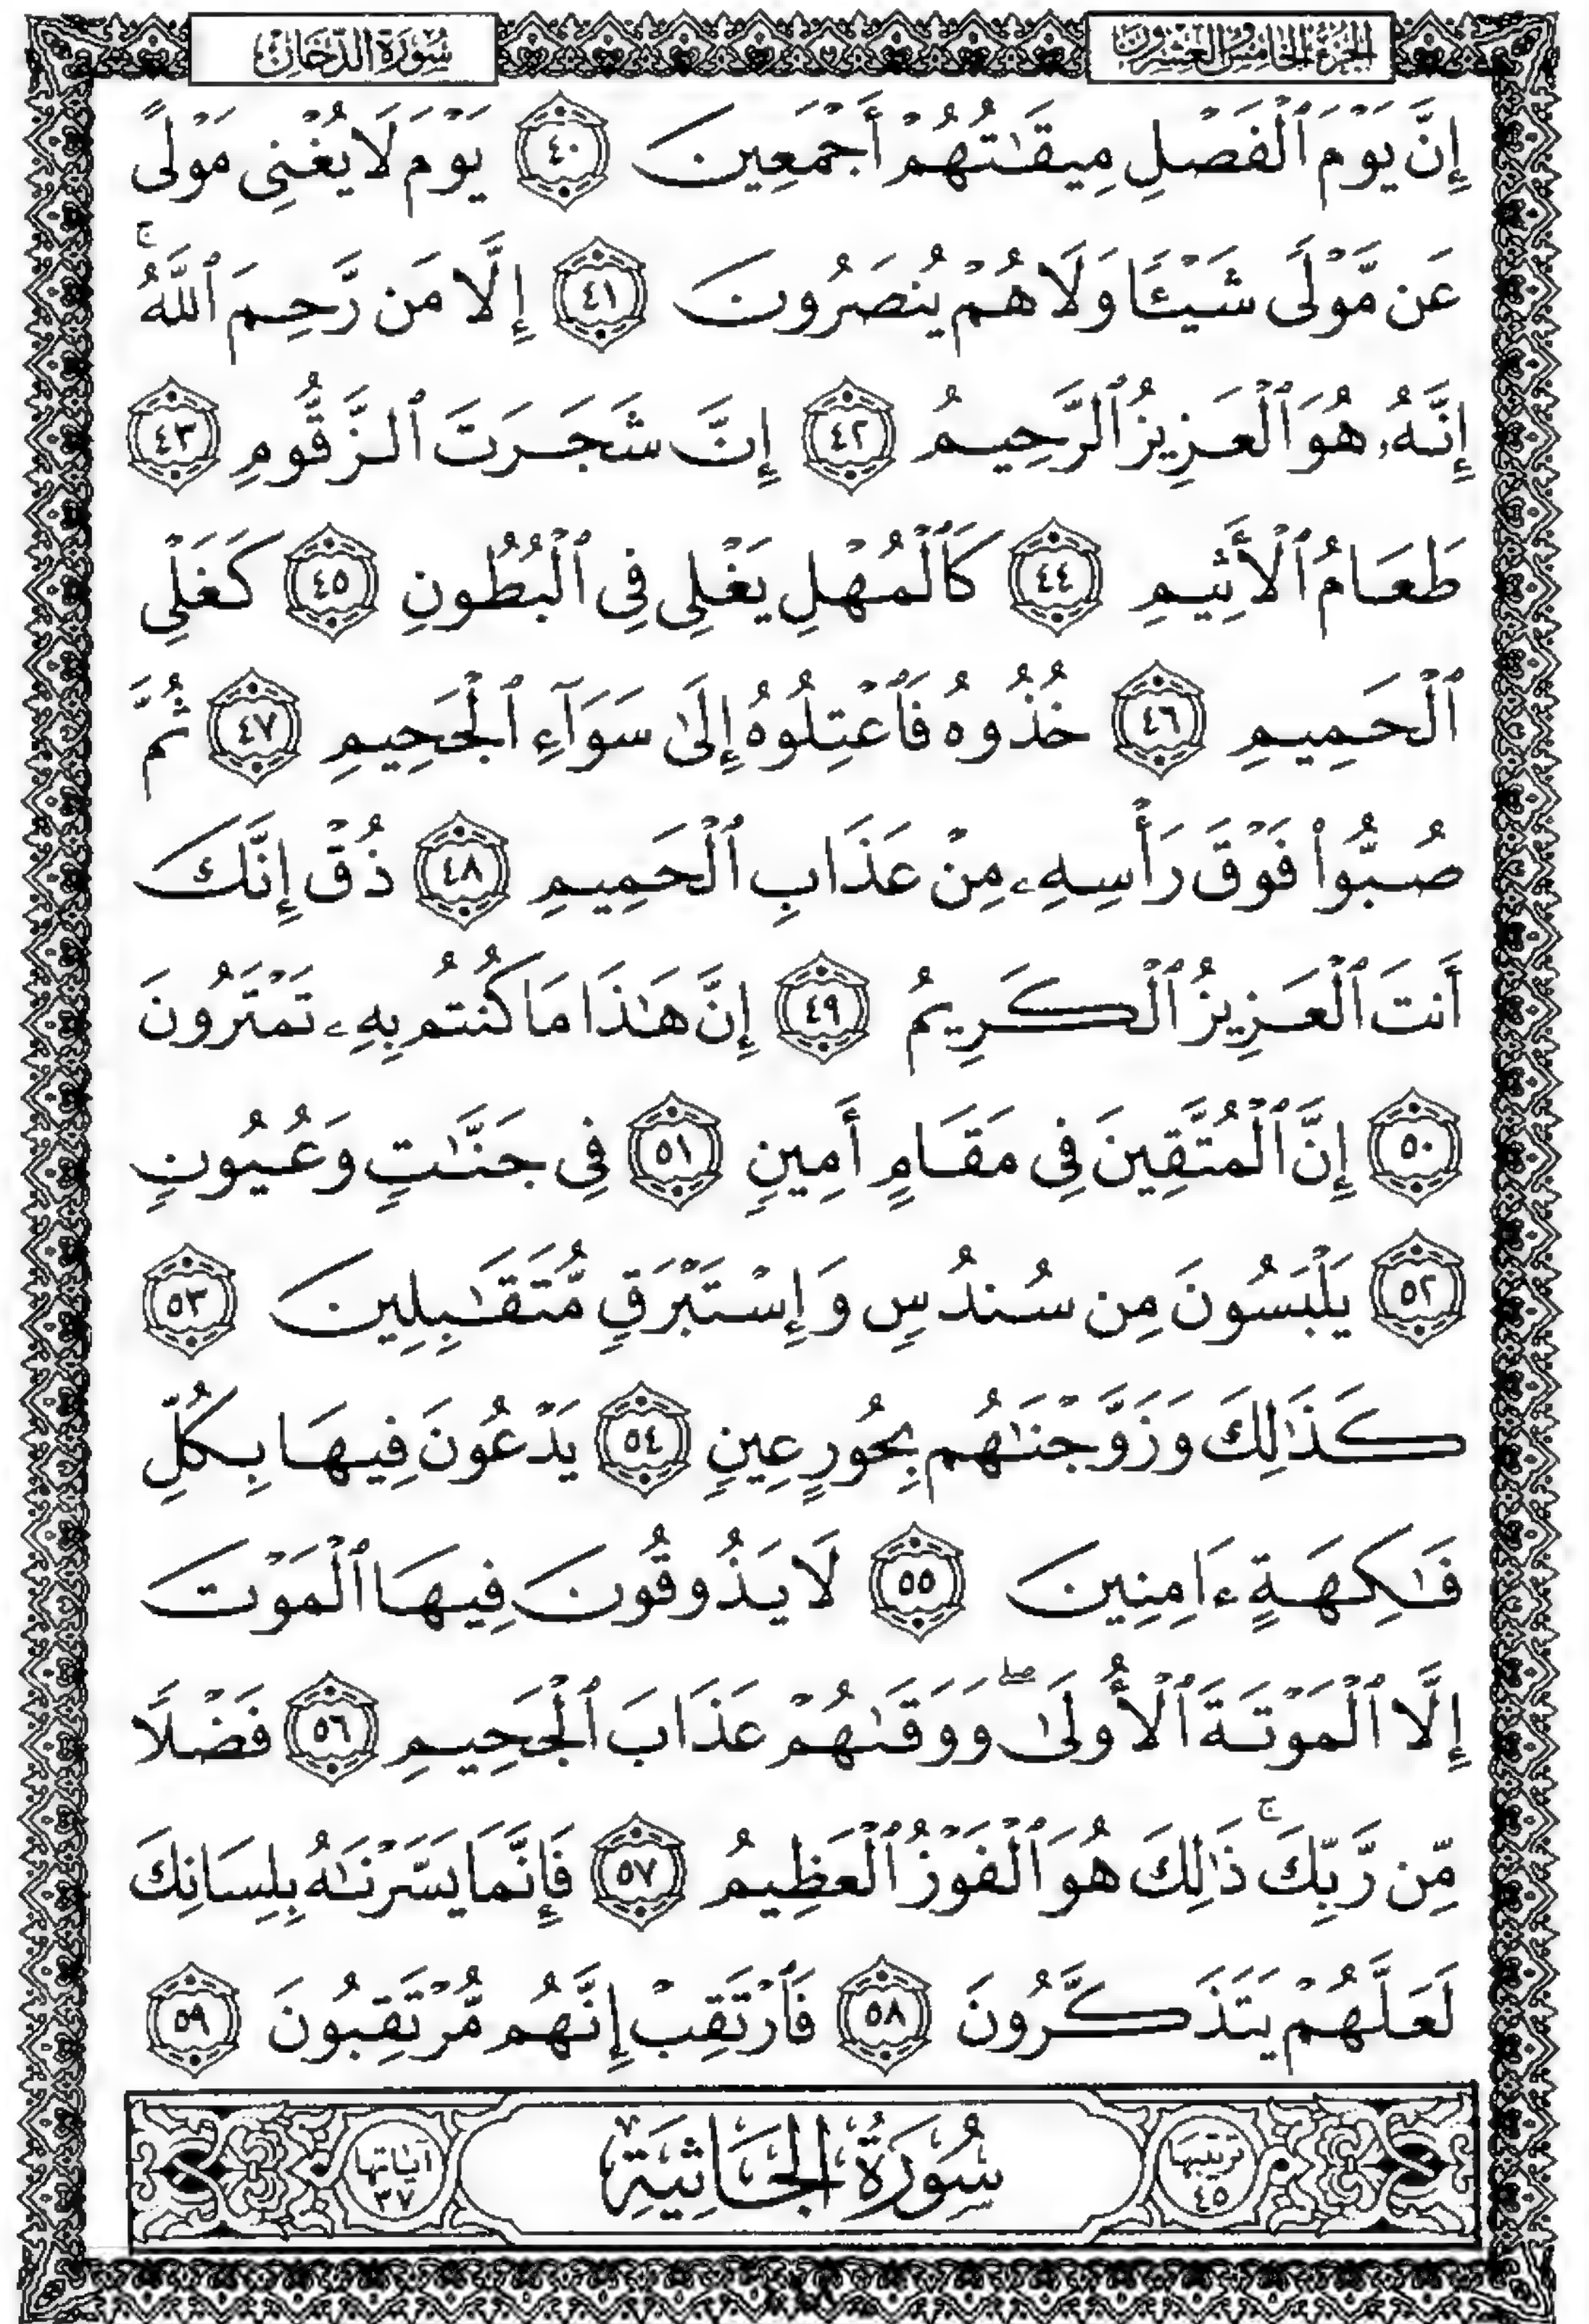 الجزء الخامس والعشرون
سورة الدخان
إِنَّ يَوْمَ ٱلْفَصْلِ مِيقَٰتُهُمْ أَجْمَعِينَ ٤٠ يَوْمَ لَا يُغْنِى مَوْلًى
عَن مَّوْلًى شَيْـًٔا وَلَا هُمْ يُنصَرُونَ ٤١ إِلَّا مَن رَّحِمَ ٱللَّهُ ۚ
إِنَّهُۥ هُوَ ٱلْعَزِيزُ ٱلرَّحِيمُ ٤٢ إِنَّ شَجَرَتَ ٱلزَّقُّومِ ٤٣
طَعَامُ ٱلْأَثِيمِ ٤٤ كَٱلْمُهْلِ يَغْلِى فِى ٱلْبُطُونِ ٤٥ كَغَلْىِ
ٱلْحَمِيمِ ٤٦ خُذُوهُ فَٱعْتِلُوهُ إِلَىٰ سَوَآءِ ٱلْجَحِيمِ ٤٧ ثُمَّ
صُبُّوا۟ فَوْقَ رَأْسِهِۦ مِنْ عَذَابِ ٱلْحَمِيمِ ٤٨ ذُقْ إِنَّكَ
أَنتَ ٱلْعَزِيزُ ٱلْكَرِيمُ ٤٩ إِنَّ هَٰذَا مَا كُنتُم بِهِۦ تَمْتَرُونَ
٥٠ إِنَّ ٱلْمُتَّقِينَ فِى مَقَامٍ أَمِينٍ ٥١ فِى جَنَّٰتٍ وَعُيُونٍ
٥٢ يَلْبَسُونَ مِن سُندُسٍ وَإِسْتَبْرَقٍ مُّتَقَٰبِلِينَ ٥٣
كَذَٰلِكَ وَزَوَّجْنَٰهُم بِحُورٍ عِينٍ ٥٤ يَدْعُونَ فِيهَا بِكُلِّ
فَٰكِهَةٍ ءَامِنِينَ ٥٥ لَا يَذُوقُونَ فِيهَا ٱلْمَوْتَ
إِلَّا ٱلْمَوْتَةَ ٱلْأُولَىٰ ۖ وَوَقَىٰهُمْ عَذَابَ ٱلْجَحِيمِ ٥٦ فَضْلًا
مِّن رَّبِّكَ ۚ ذَٰلِكَ هُوَ ٱلْفَوْزُ ٱلْعَظِيمُ ٥٧ فَإِنَّمَا يَسَّرْنَٰهُ بِلِسَانِكَ
لَعَلَّهُمْ يَتَذَكَّرُونَ ٥٨ فَٱرْتَقِبْ إِنَّهُم مُّرْتَقِبُونَ ٥٩
ترتيبها ٤٥ سُورَةُ الجَاثِيَةِ آياتها ٣٧